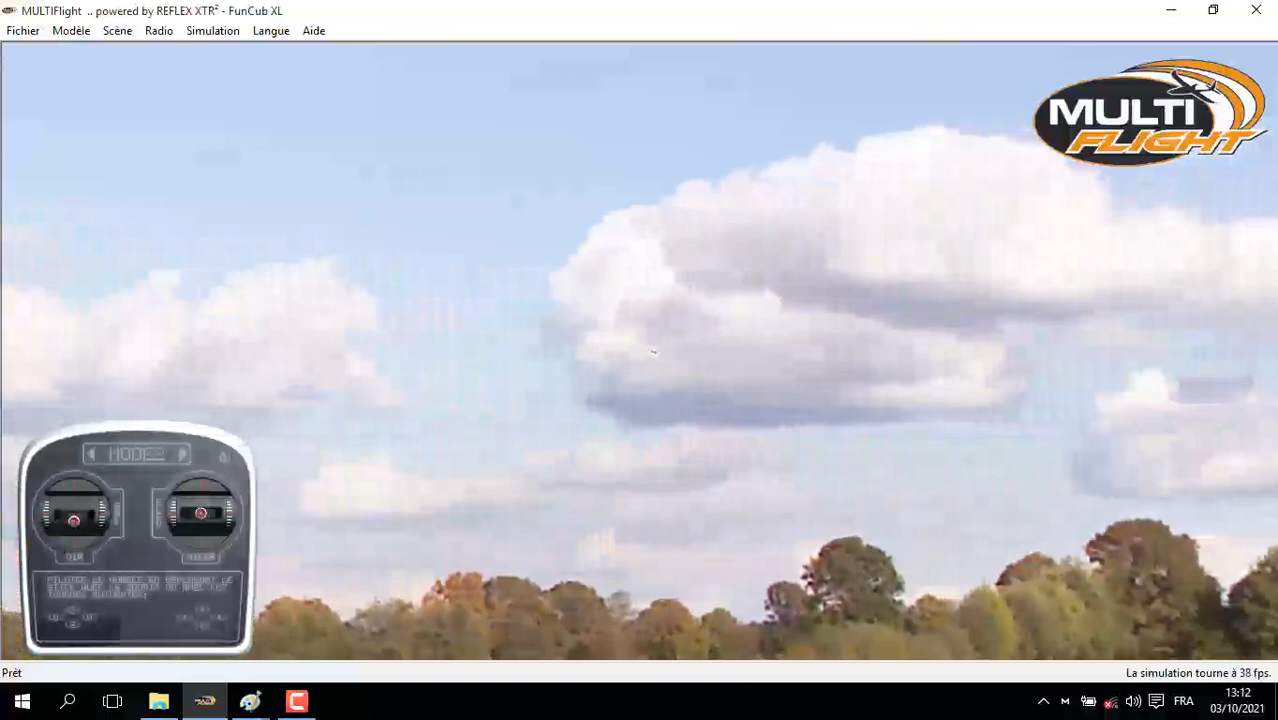 MULTIFlight .. powered by REFLEX XTR² - FunCub XL
Fichier Modèle Scène Radio Simulation Langue Aide
MULTI
FLIGHT
Prêt
La simulation tourne à 38 fps.
FRA
13:12
03/10/2021